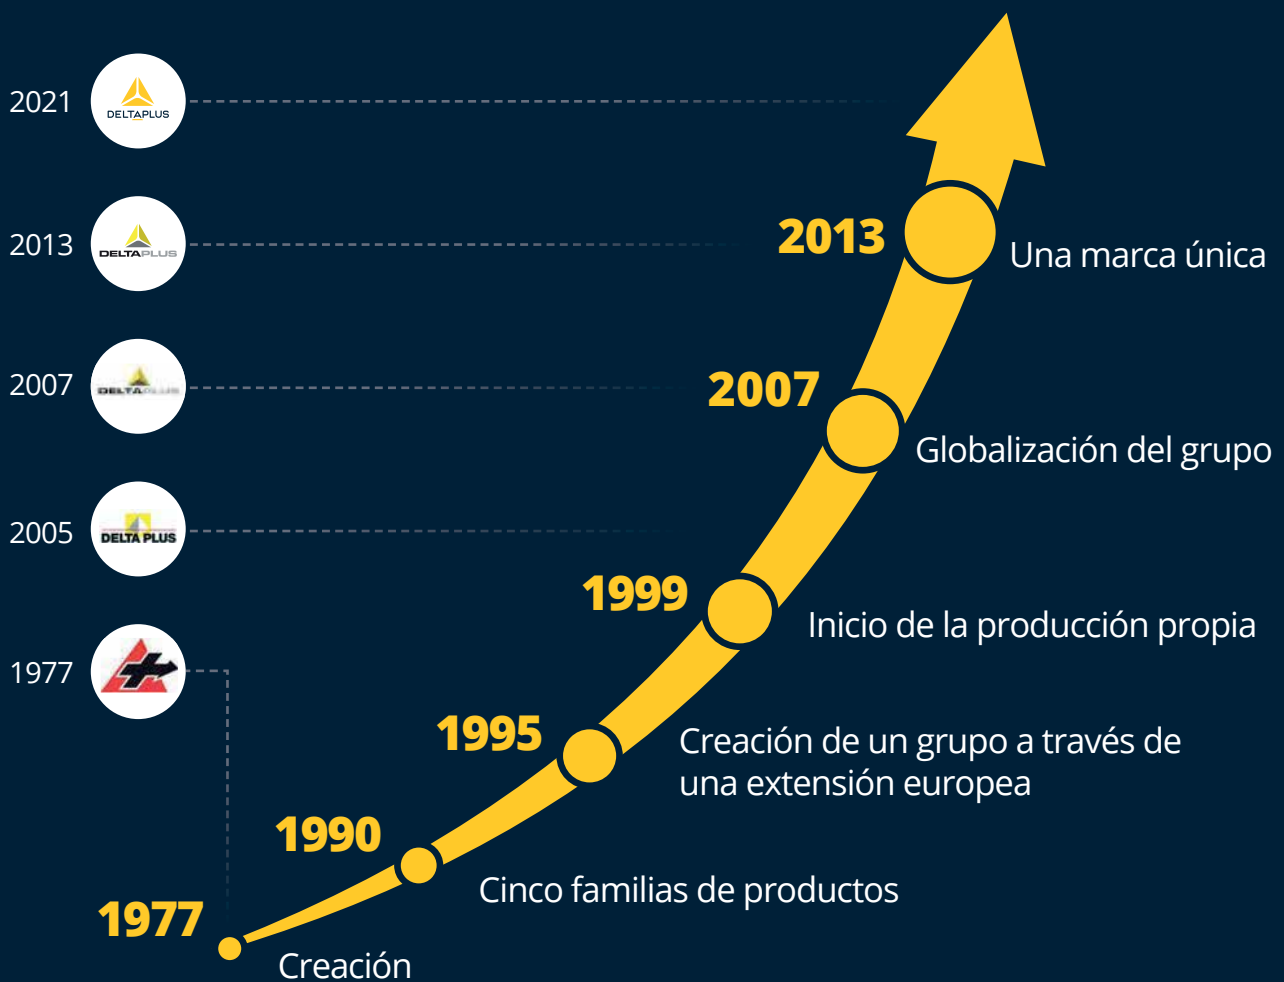 2021
DELTAPLUS
2013
DELTAPLUS
2013
Una marca única
2007
DELTAPLUS
2007
Globalización del grupo
2005
DELTA PLUS
1999
Inicio de la producción propia
1977
1995
Creación de un grupo a través de
una extensión europea
1990
Cinco familias de productos
1977
Creación